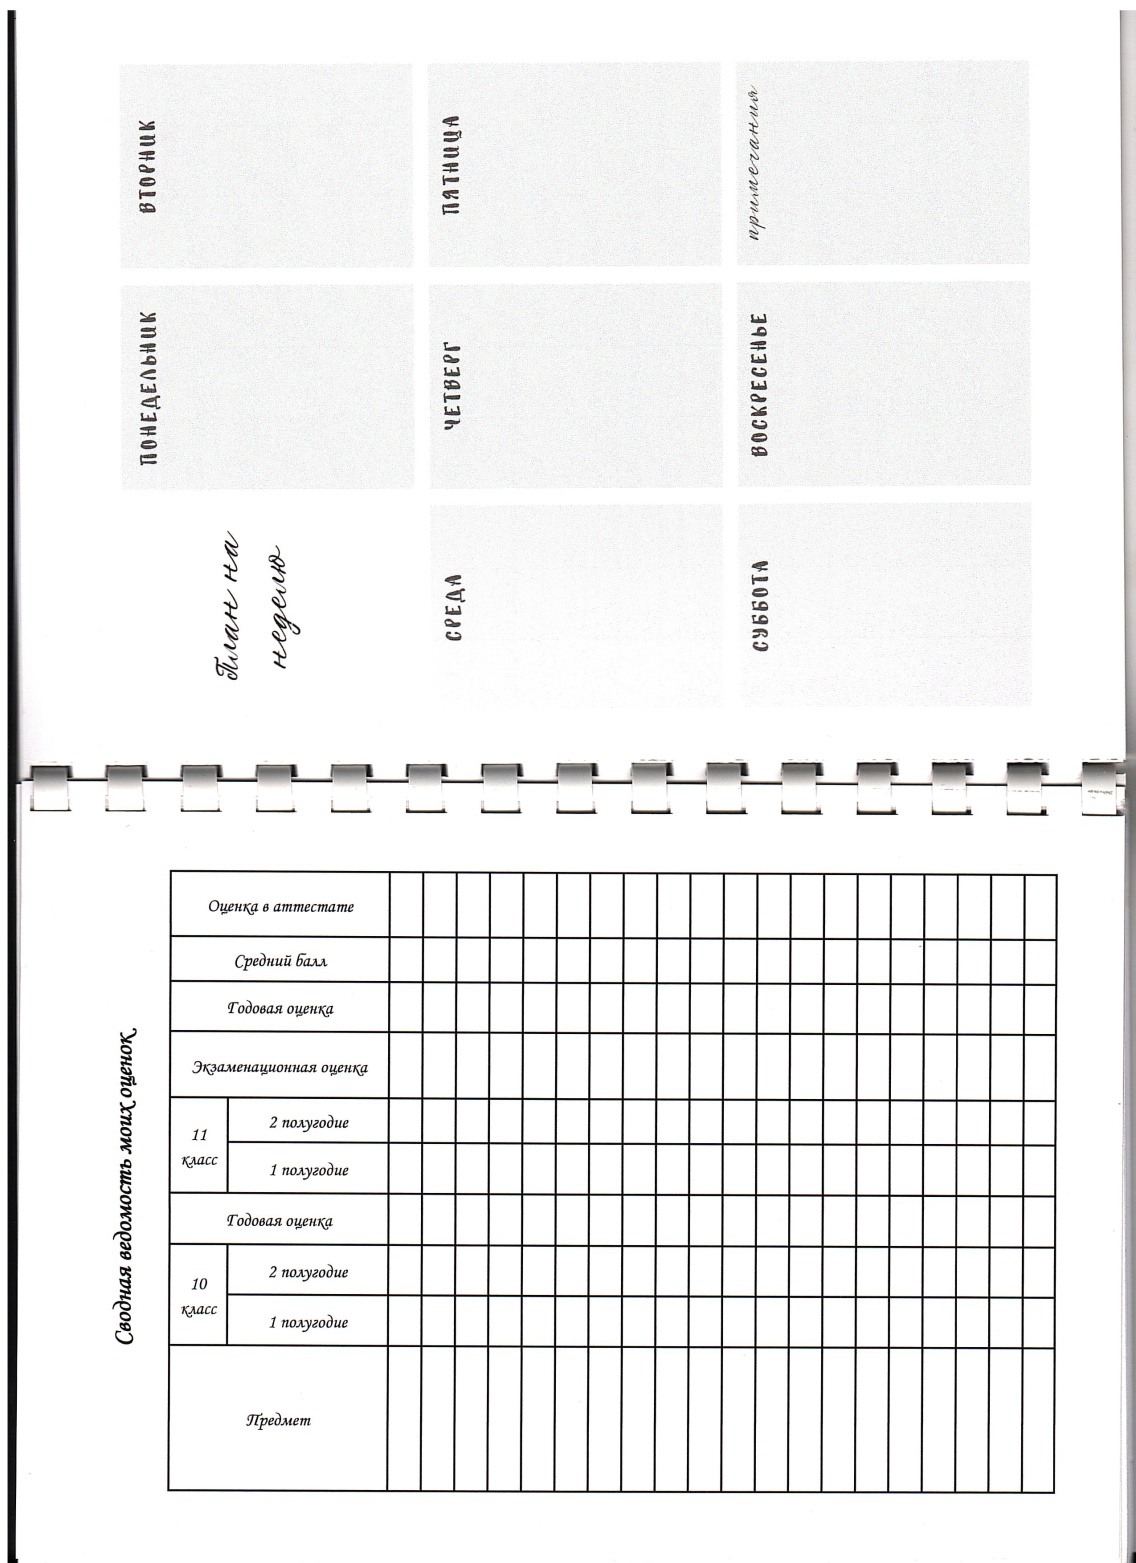 План на
неделю
ПОНЕДЕЛЬНИК
ВТОРНИК
СРЕДА
ЧЕТВЕРГ
ПЯТНИЦА
СУББОТА
ВОСКРЕСЕНЬЕ
примечания
Сводная ведомость моих оценок
Предмет
10
класс
1 полугодие
2 полугодие
Годовая оценка
11
класс
1 полугодие
2 полугодие
Экзаменационная оценка
Годовая оценка
Средний балл
Оценка в аттестате